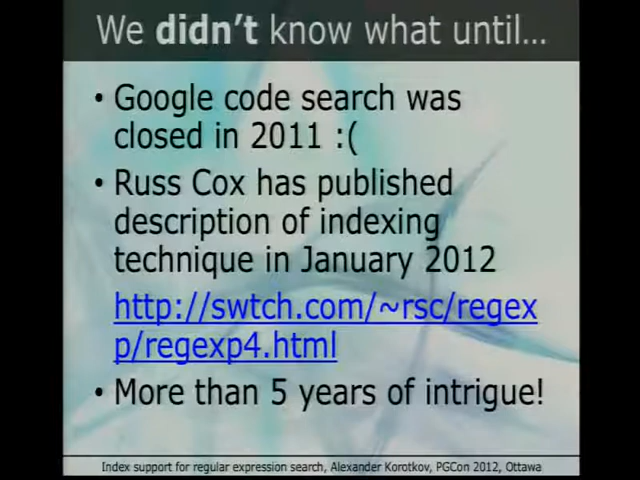 We didn't know what until...
• Google code search was
closed in 2011 :(
• Russ Cox has published
description of indexing
technique in January 2012
http://swtch.com/~rsc/regex
p/regexp4.html
• More than 5 years of intrigue!
Index support for regular expression search, Alexander Korotkov, PGCon 2012, Ottawa